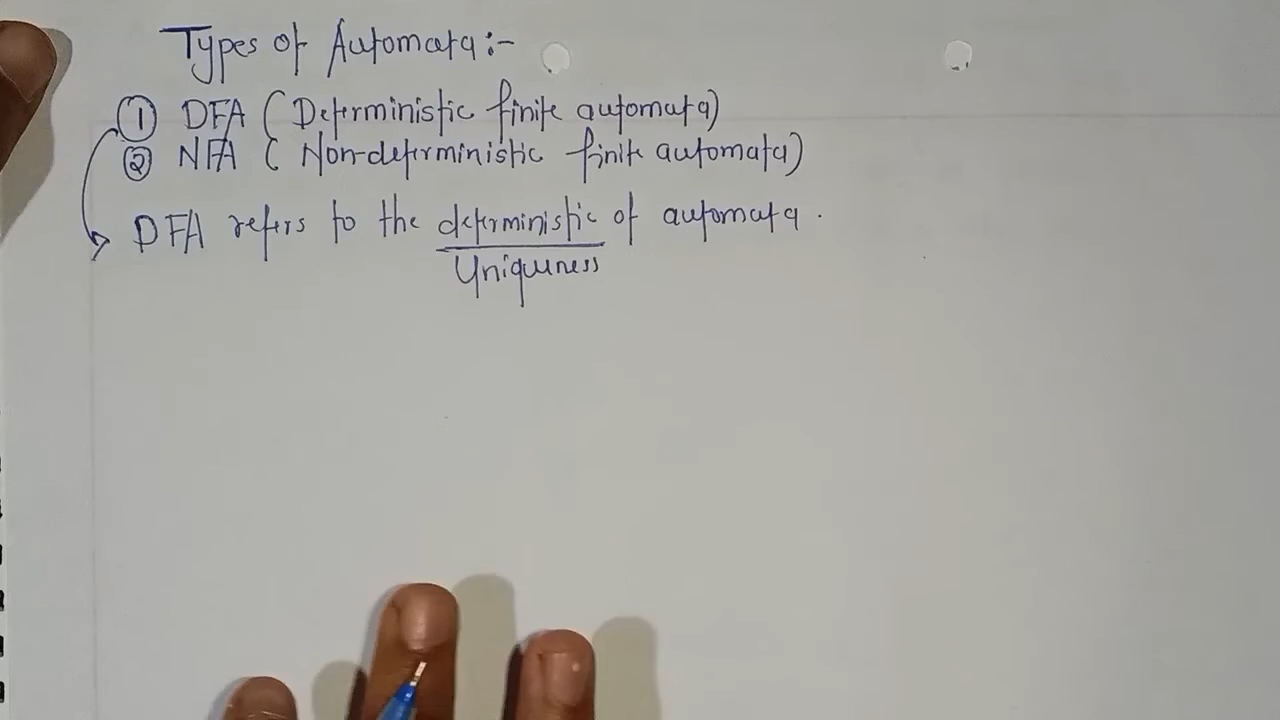 Types of Automata:-
① DFA (Deterministic finite automata)
② NFA (Non-deterministic finite automata)
DFA refers to the deterministic of automata.
Uniqueness